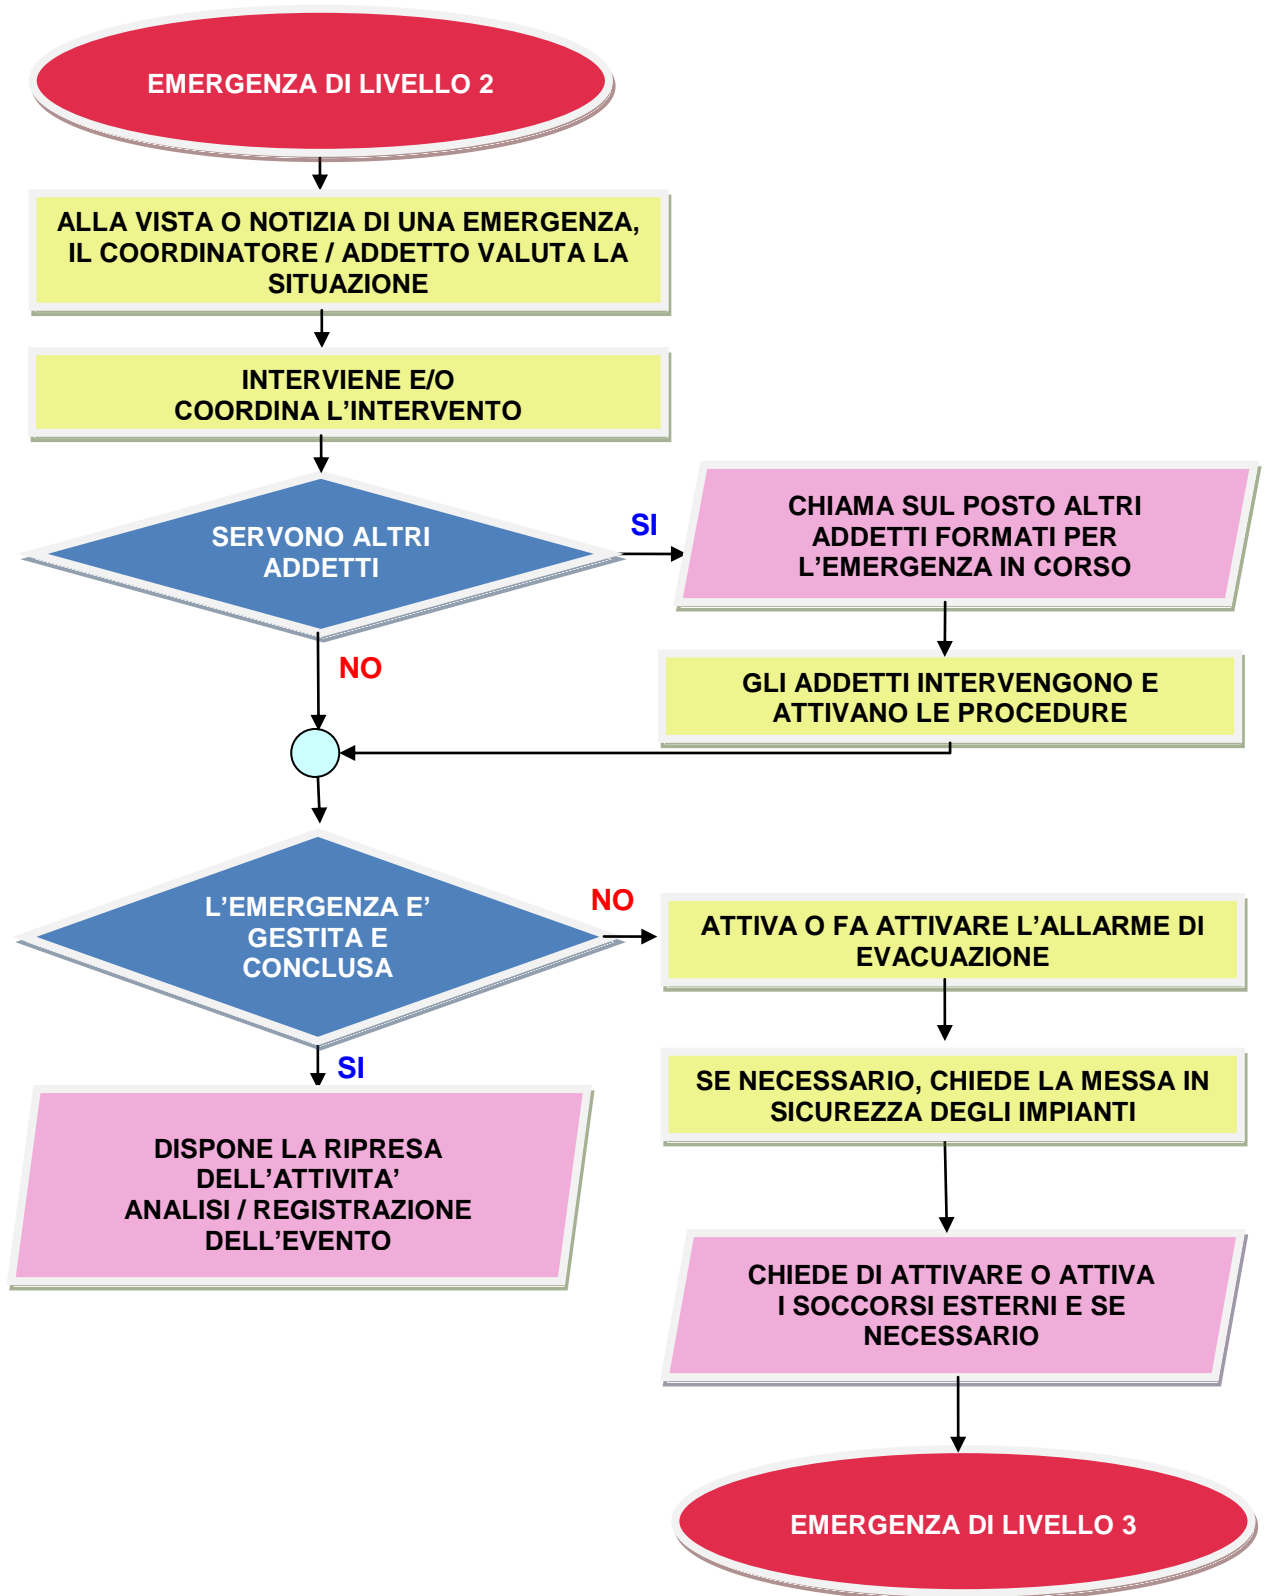 EMERGENZA DI LIVELLO 2
ALLA VISTA O NOTIZIA DI UNA EMERGENZA,
IL COORDINATORE / ADDETTO VALUTA LA
SITUAZIONE
INTERVIENE E/O
COORDINA L’INTERVENTO
SERVONO ALTRI
ADDETTI
SI
CHIAMA SUL POSTO ALTRI
ADDETTI FORMATI PER
L’EMERGENZA IN CORSO
NO
GLI ADDETTI INTERVENGONO E
ATTIVANO LE PROCEDURE
L’EMERGENZA E’
GESTITA E
CONCLUSA
NO
ATTIVA O FA ATTIVARE L’ALLARME DI
EVACUAZIONE
SI
SE NECESSARIO, CHIEDE LA MESSA IN
SICUREZZA DEGLI IMPIANTI
DISPONE LA RIPRESA
DELL’ATTIVITA’
ANALISI / REGISTRAZIONE
DELL’EVENTO
CHIEDE DI ATTIVARE O ATTIVA
I SOCCORSI ESTERNI E SE
NECESSARIO
EMERGENZA DI LIVELLO 3